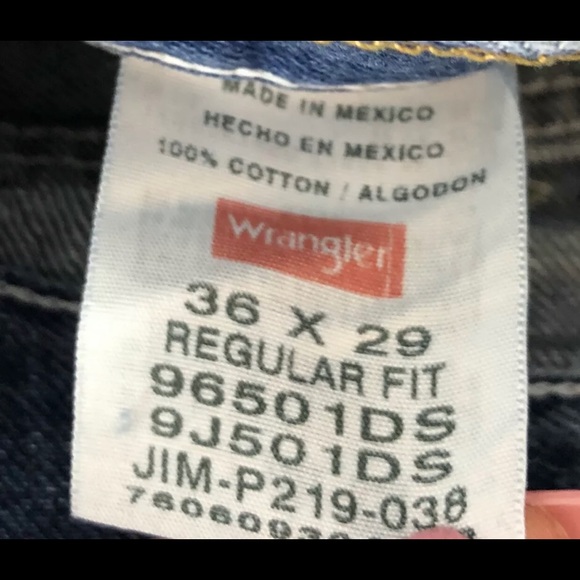 MADE IN MEXICO
HECHO EN MEXICO
100% COTTON / ALGODON
Wrangler
36 X 29
REGULAR FIT
96501DS
9J501DS
JIM-P219-038